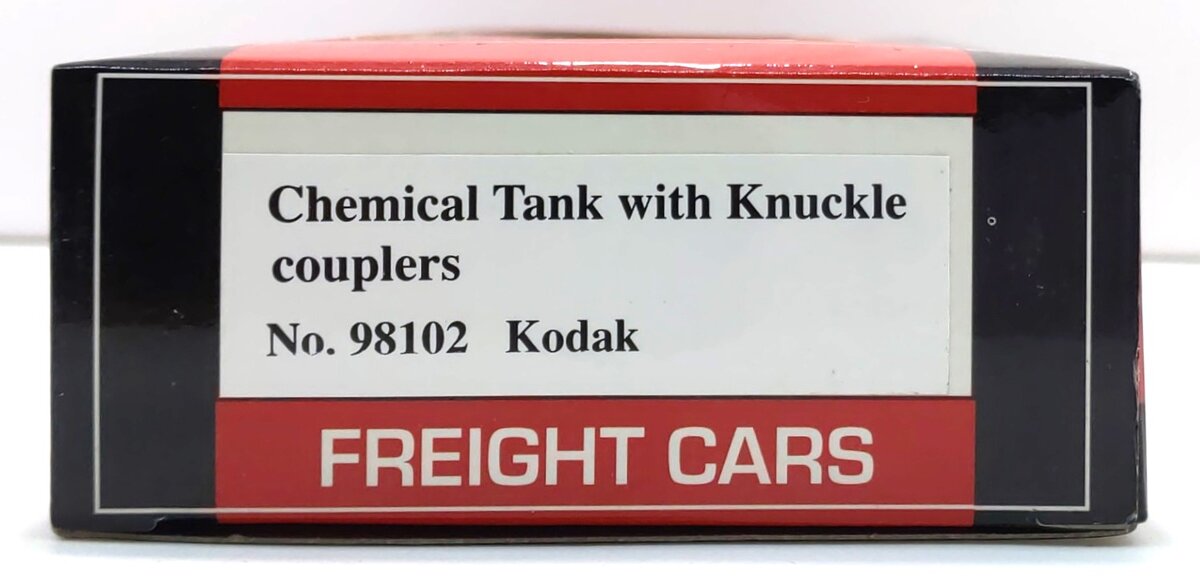 Chemical Tank with Knuckle
couplers
No. 98102 Kodak
FREIGHT CARS